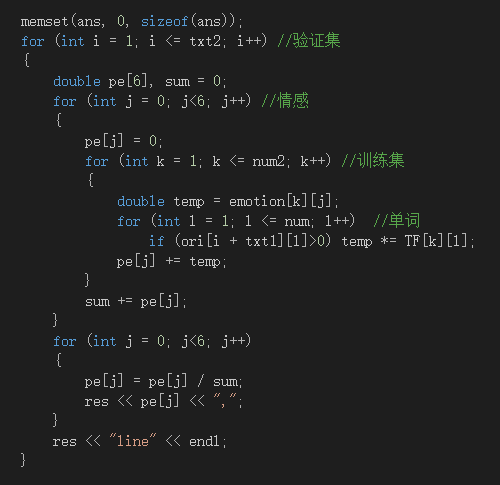 memset(ans, 0, sizeof(ans));
for (int i = 1; i <= txt2; i++) //验证集
{
    double pe[6], sum = 0;
    for (int j = 0; j<6; j++) //情感
    {
        pe[j] = 0;
        for (int k = 1; k <= num2; k++) //训练集
        {
            double temp = emotion[k][j];
            for (int l = 1; l <= num; l++)  //单词
                if (ori[i + txt1][l]>0) temp *= TF[k][l];
            pe[j] += temp;
        }
        sum += pe[j];
    }
    for (int j = 0; j<6; j++)
    {
        pe[j] = pe[j] / sum;
        res << pe[j] << ",";
    }
    res << "line" << endl;
}